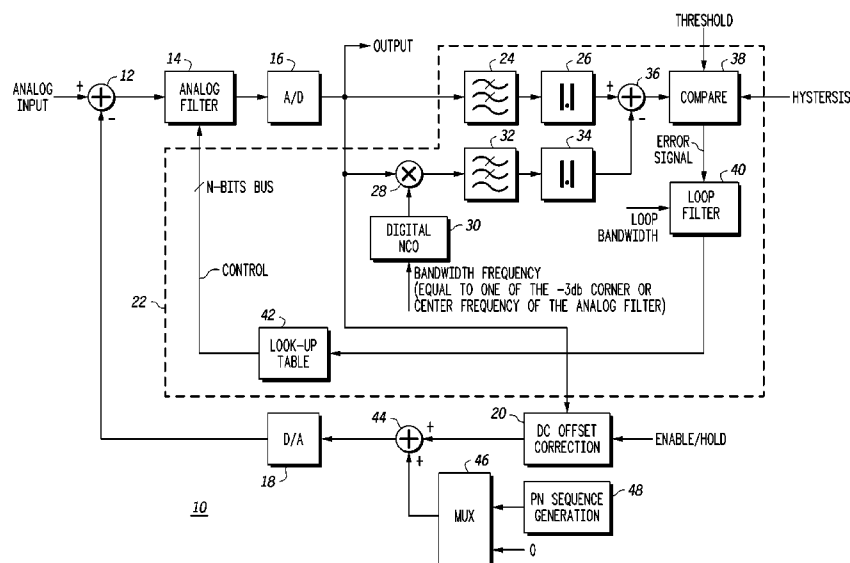 THRESHOLD
OUTPUT
14
16
24
26
36
38
ANALOG
INPUT
+
12
-
ANALOG
FILTER
A/D
+
-
COMPARE
HYSTERSIS
32
34
ERROR
SIGNAL
40
N-BITS BUS
28
30
LOOP
FILTER
DIGITAL
NCO
LOOP
BANDWIDTH
CONTROL
BANDWIDTH FREQUENCY
(EQUAL TO ONE OF THE -3db CORNER OR
CENTER FREQUENCY OF THE ANALOG FILTER)
22
42
LOOK-UP
TABLE
20
44
+
+
D/A
18
DC OFFSET
CORRECTION
ENABLE/HOLD
46
MUX
PN SEQUENCE
GENERATION
48
10
0